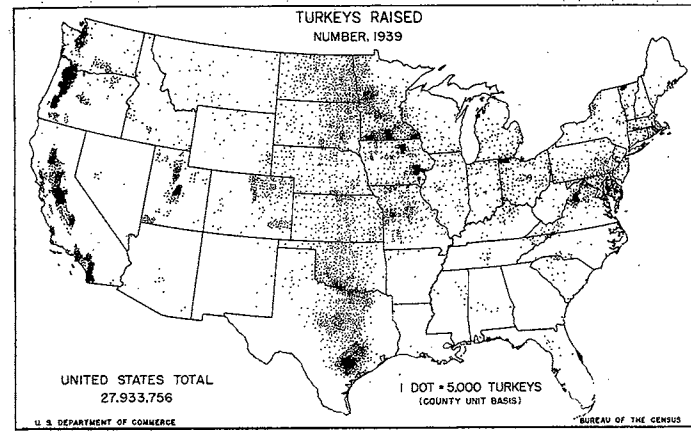 TURKEYS RAISED
NUMBER, 1939
UNITED STATES TOTAL
27,933,756
1 DOT = 5,000 TURKEYS
(COUNTY UNIT BASIS)
U. S. DEPARTMENT OF COMMERCE
BUREAU OF THE CENSUS